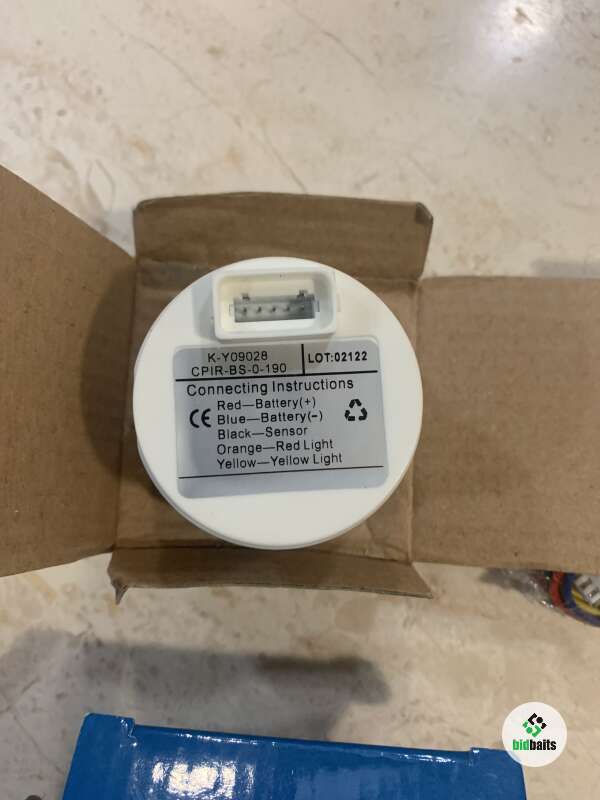 K-Y09028
CPIR-BS-0-190
LOT:02122
Connecting Instructions
CE
Red—Battery(+)
Blue—Battery(-)
Black—Sensor
Orange—Red Light
Yellow—Yellow Light
bidbaits